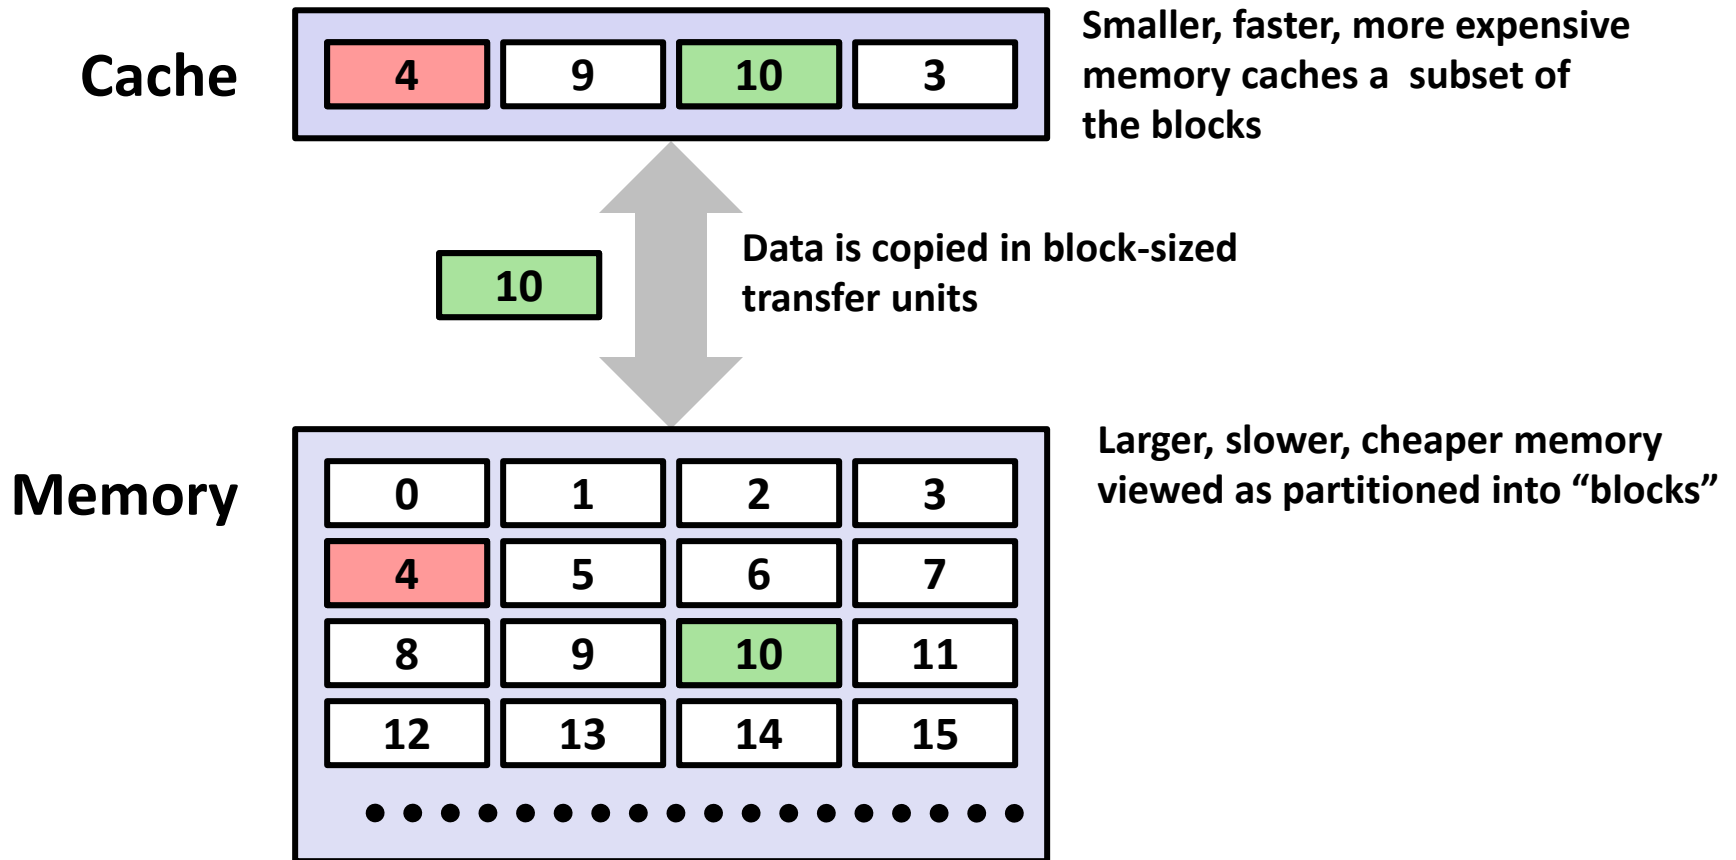 Cache
4 9 10 3
Smaller, faster, more expensive
memory caches a  subset of
the blocks
10
Data is copied in block-sized
transfer units
Memory
0 1 2 3
4 5 6 7
8 9 10 11
12 13 14 15
Larger, slower, cheaper memory
viewed as partitioned into “blocks”